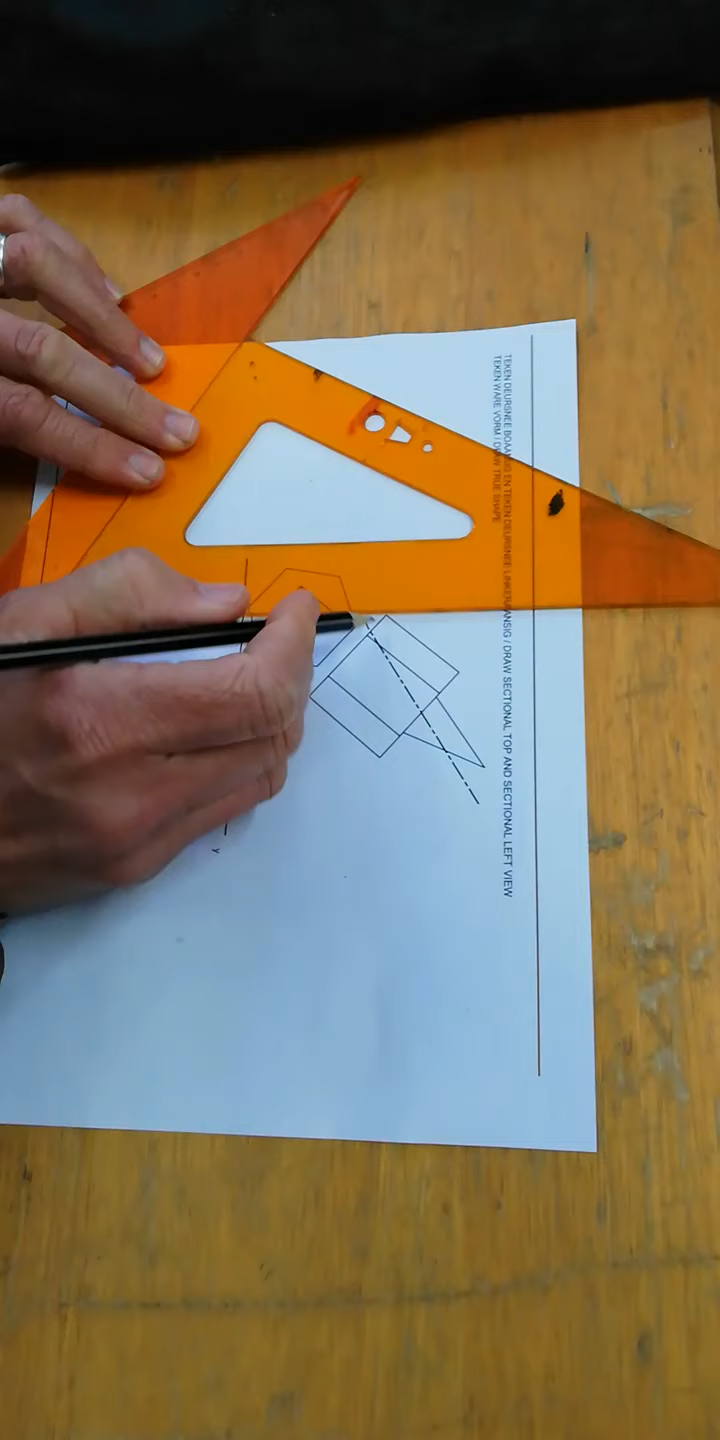 TEKEN DEURSNEE BOAANSIG EN TEKEN DEURSNEE LINKERAANSIG / DRAW SECTIONAL TOP AND SECTIONAL LEFT VIEW
TEKEN WARE VORM / DRAW TRUE SHAPE
Y